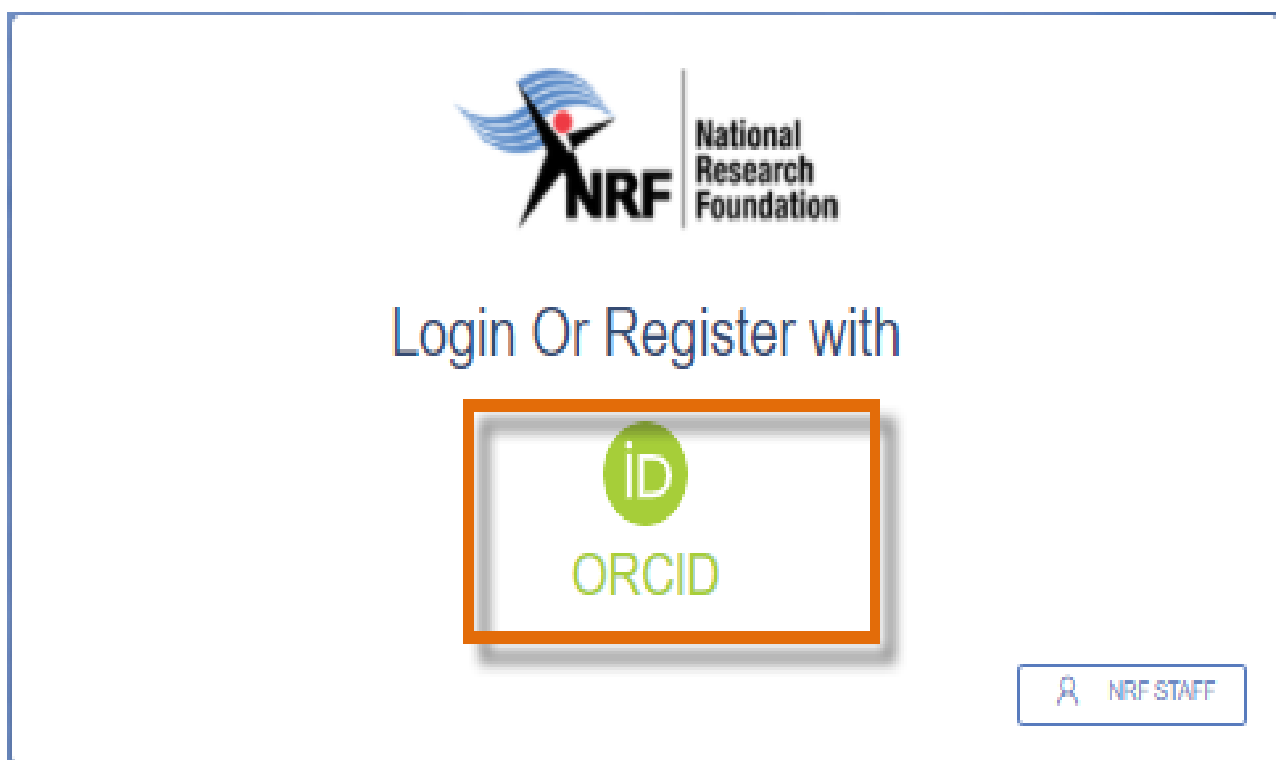 NRF
National
Research
Foundation
Login Or Register with
iD
ORCID
NRF STAFF